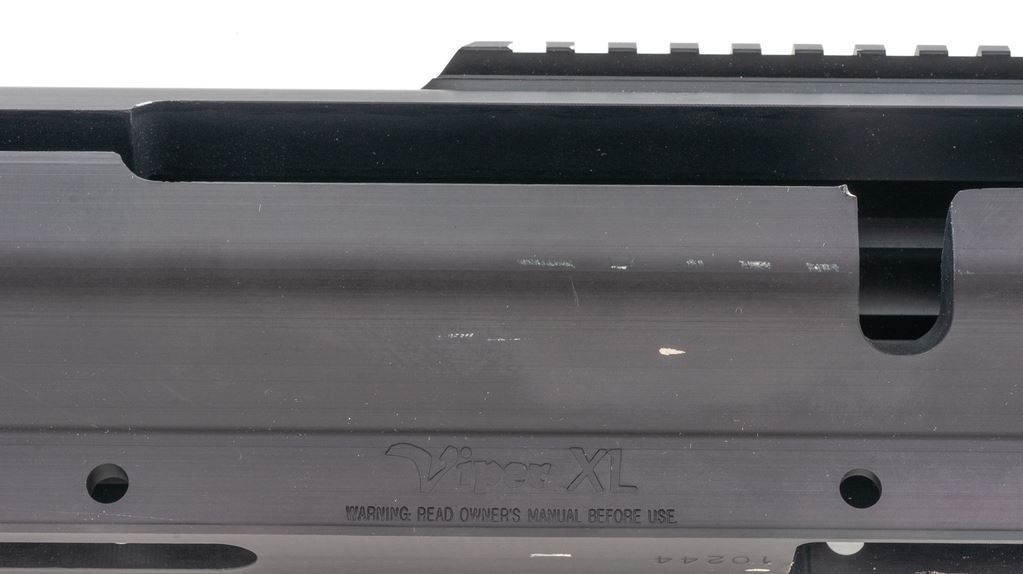 Viper XL
WARNING: READ OWNER'S MANUAL BEFORE USE.
10244